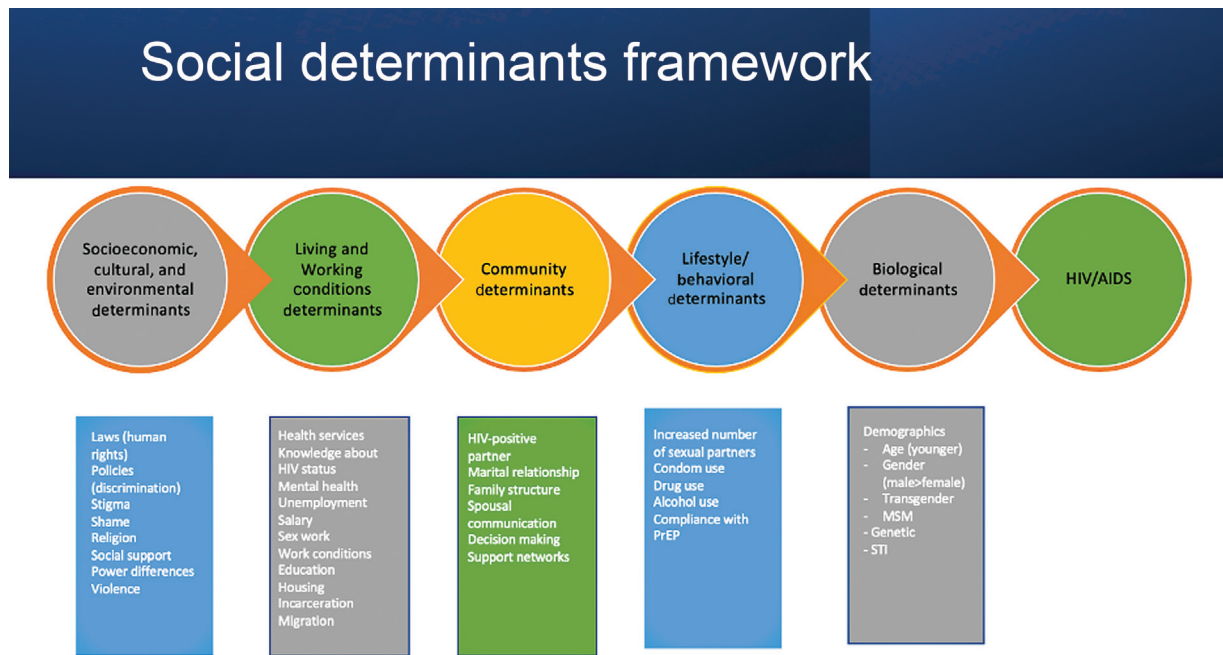 Social determinants framework
Socioeconomic,
cultural, and
environmental
determinants
Living and
Working
conditions
determinants
Community
determinants
Lifestyle/
behavioral
determinants
Biological
determinants
HIV/AIDS
Laws (human
rights)
Policies
(discrimination)
Stigma
Shame
Religion
Social support
Power differences
Violence
Health services
Knowledge about
HIV status
Mental health
Unemployment
Salary
Sex work
Work conditions
Education
Housing
Incarceration
Migration
HIV-positive
partner
Marital relationship
Family structure
Spousal
communication
Decision making
Support networks
Increased number
of sexual partners
Condom use
Drug use
Alcohol use
Compliance with
PrEP
Demographics
- Age (younger)
- Gender
(male>female)
- Transgender
- MSM
- Genetic
- STI